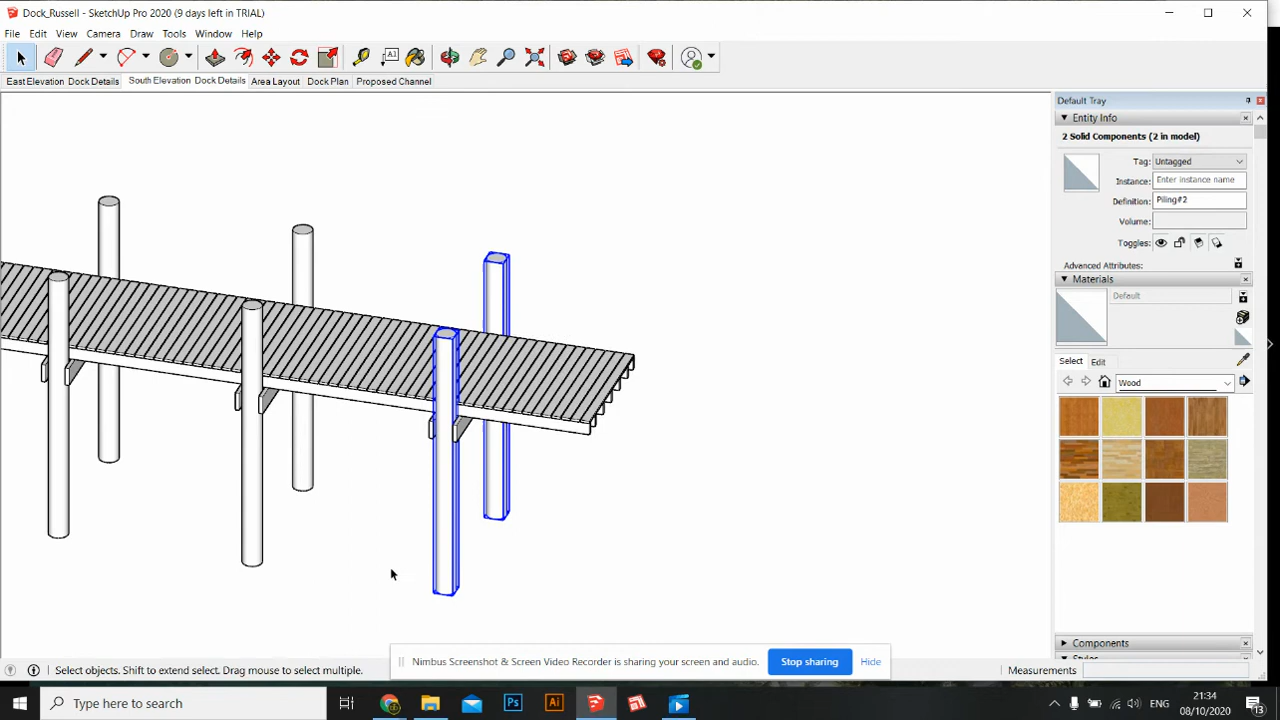 Dock_Russell - SketchUp Pro 2020 (9 days left in TRIAL)
File Edit View Camera Draw Tools Window Help
East Elevation Dock Details South Elevation Dock Details Area Layout Dock Plan Proposed Channel
Default Tray
Entity Info
2 Solid Components (2 in model)
Tag: Untagged
Instance: Enter instance name
Definition: Piling#2
Volume:
Toggles:
Advanced Attributes:
Materials
Default
Select Edit
Wood
Components
Nimbus Screenshot & Screen Video Recorder is sharing your screen and audio. Stop sharing Hide
Select objects. Shift to extend select. Drag mouse to select multiple. Measurements
Type here to search
ENG
21:34
08/10/2020
13